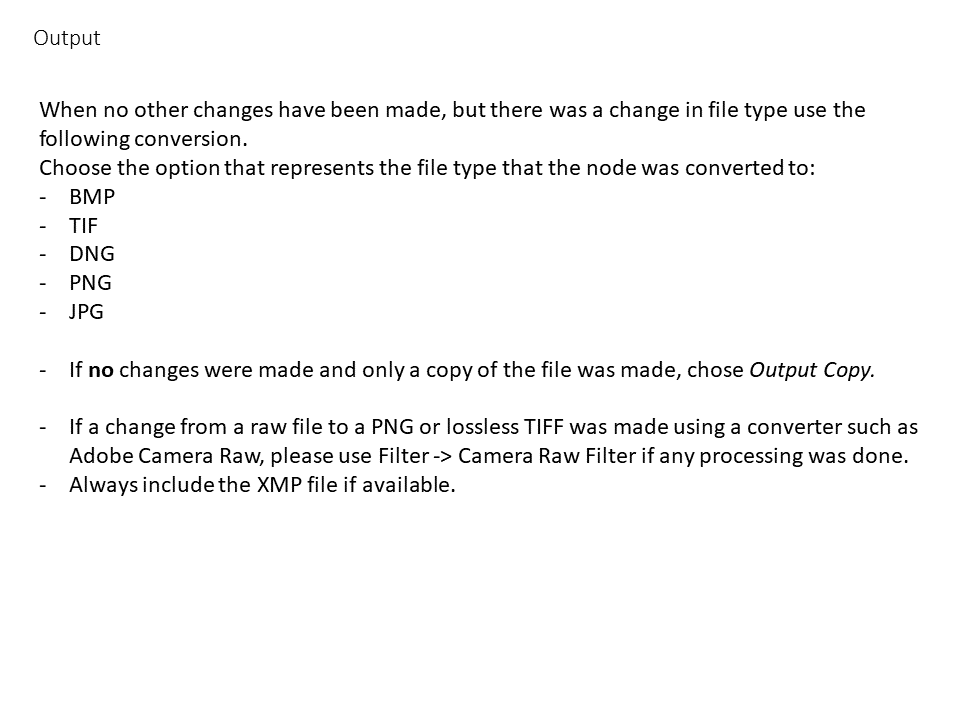 Output
When no other changes have been made, but there was a change in file type use the
following conversion.
Choose the option that represents the file type that the node was converted to:
- BMP
- TIF
- DNG
- PNG
- JPG
- If no changes were made and only a copy of the file was made, chose Output Copy.
- If a change from a raw file to a PNG or lossless TIFF was made using a converter such as
Adobe Camera Raw, please use Filter -> Camera Raw Filter if any processing was done.
- Always include the XMP file if available.